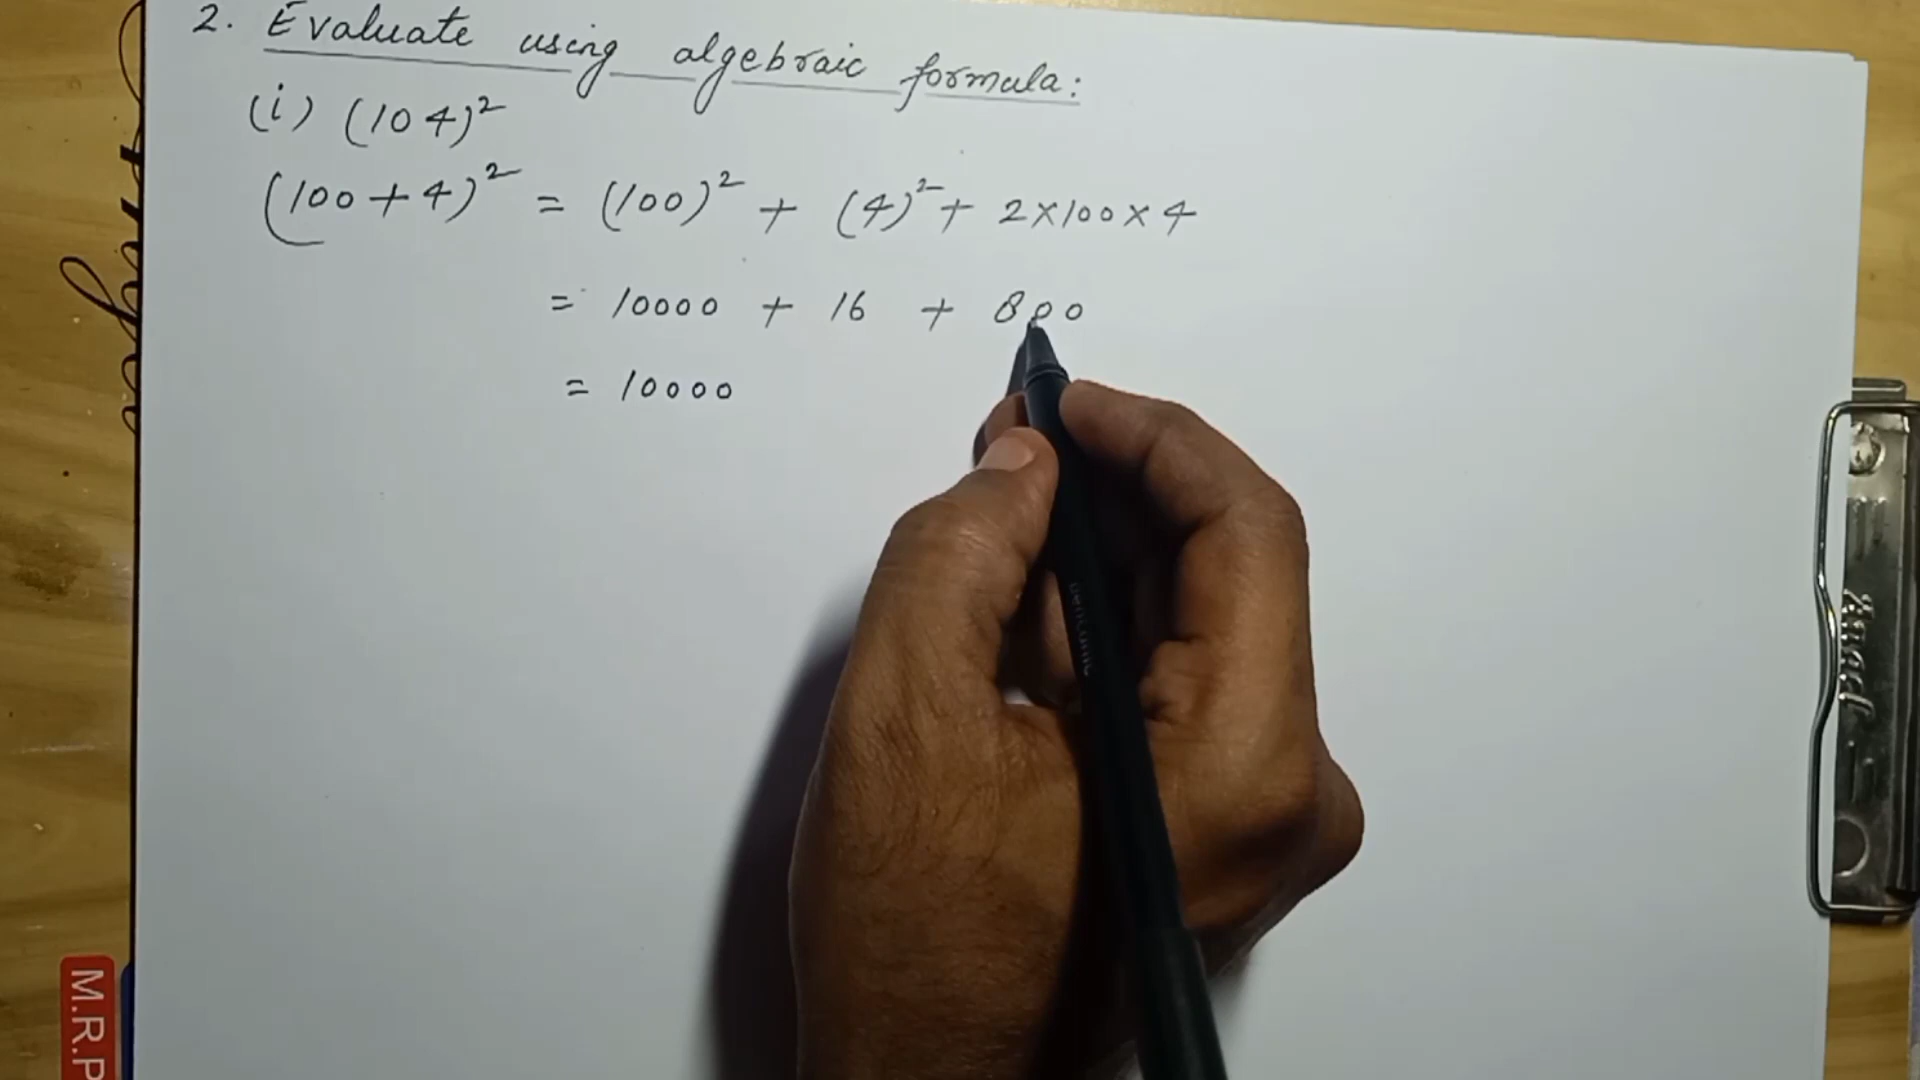 2. Evaluate using algebraic formula:
(i) (104)²
(100+4)² = (100)² + (4)² + 2×100×4
= 10000 + 16 + 800
= 10000
M.R.P